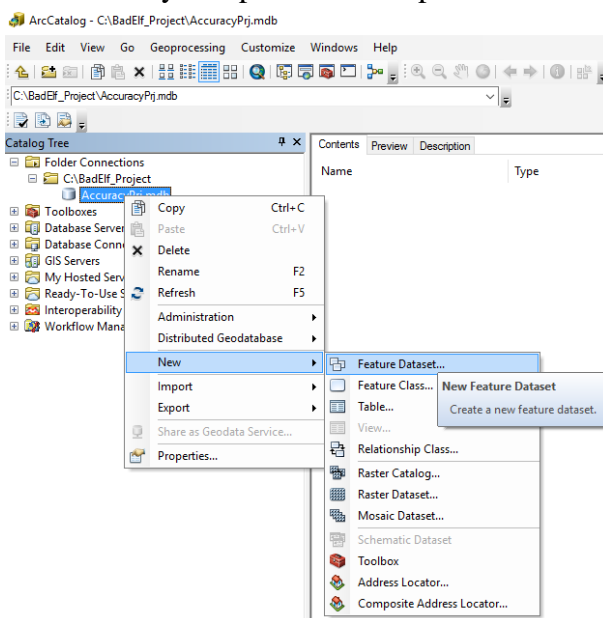 ArcCatalog - C:\BadElf_Project\AccuracyPrj.mdb
File Edit View Go Geoprocessing Customize Windows Help
C:\BadElf_Project\AccuracyPrj.mdb
Catalog Tree
Contents Preview Description
Name Type
Folder Connections
C:\BadElf_Project
AccuracyPrj.mdb
Toolboxes
Database Server
Database Conn
GIS Servers
My Hosted Serv
Ready-To-Use S
Interoperability
Workflow Mana
Copy Ctrl+C
Paste Ctrl+V
Delete
Rename F2
Refresh F5
Administration
Distributed Geodatabase
New
Import
Export
Share as Geodata Service...
Properties...
Feature Dataset...
Feature Class...
Table...
View...
Relationship Class...
Raster Catalog...
Raster Dataset...
Mosaic Dataset...
Schematic Dataset
Toolbox
Address Locator...
Composite Address Locator...
New Feature Dataset
Create a new feature dataset.